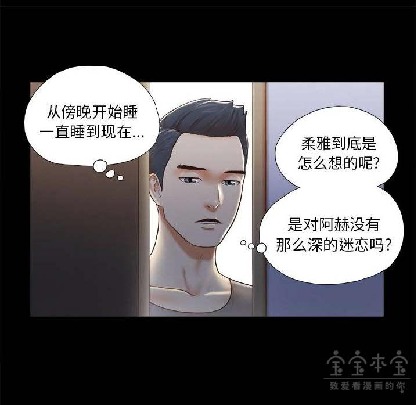 从傍晚开始睡
一直睡到现在...
柔雅到底是
怎么想的呢?
是对阿赫没有
那么深的迷恋吗?
宝宝本宝
致爱看漫画的你